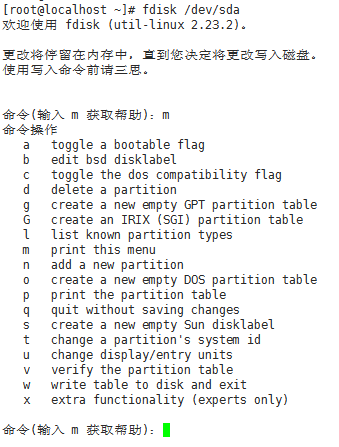 [root@localhost ~]# fdisk /dev/sda
欢迎使用 fdisk (util-linux 2.23.2)。
更改将停留在内存中，直到您决定将更改写入磁盘。
使用写入命令前请三思。
命令(输入 m 获取帮助)：m
命令操作
a   toggle a bootable flag
b   edit bsd disklabel
c   toggle the dos compatibility flag
d   delete a partition
g   create a new empty GPT partition table
G   create an IRIX (SGI) partition table
l   list known partition types
m   print this menu
n   add a new partition
o   create a new empty DOS partition table
p   print the partition table
q   quit without saving changes
s   create a new empty Sun disklabel
t   change a partition's system id
u   change display/entry units
v   verify the partition table
w   write table to disk and exit
x   extra functionality (experts only)
命令(输入 m 获取帮助)：